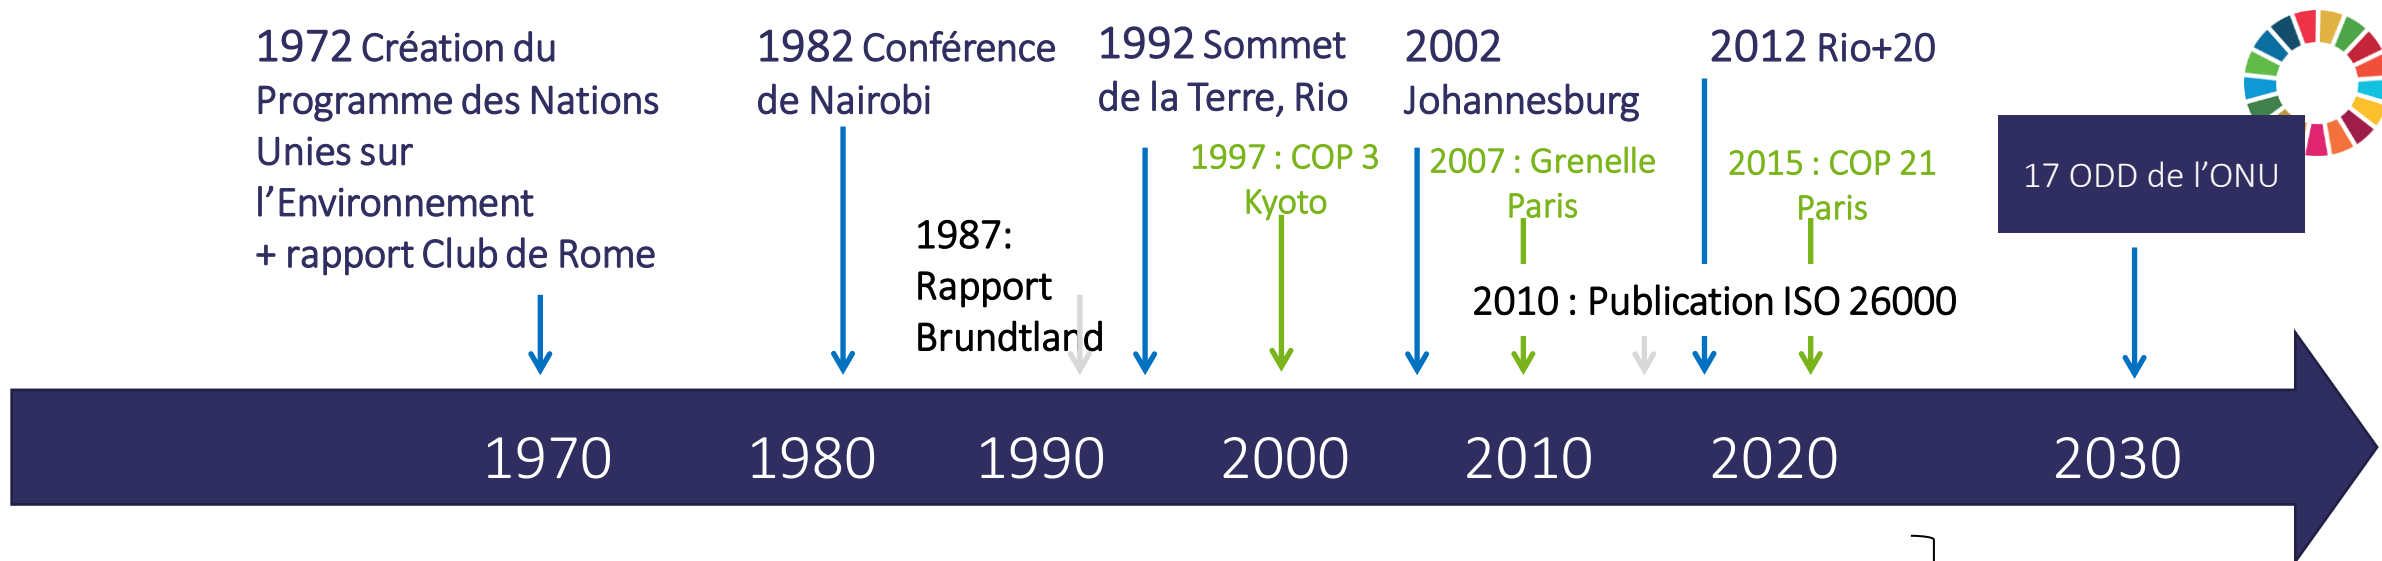 1972 Création du
Programme des Nations
Unies sur
l’Environnement
+ rapport Club de Rome
1982 Conférence
de Nairobi
1987:
Rapport
Brundtland
1992 Sommet
de la Terre, Rio
1997 : COP 3
Kyoto
2002
Johannesburg
2007 : Grenelle
Paris
2010 : Publication ISO 26000
2012 Rio+20
2015 : COP 21
Paris
17 ODD de l’ONU
1970
1980
1990
2000
2010
2020
2030